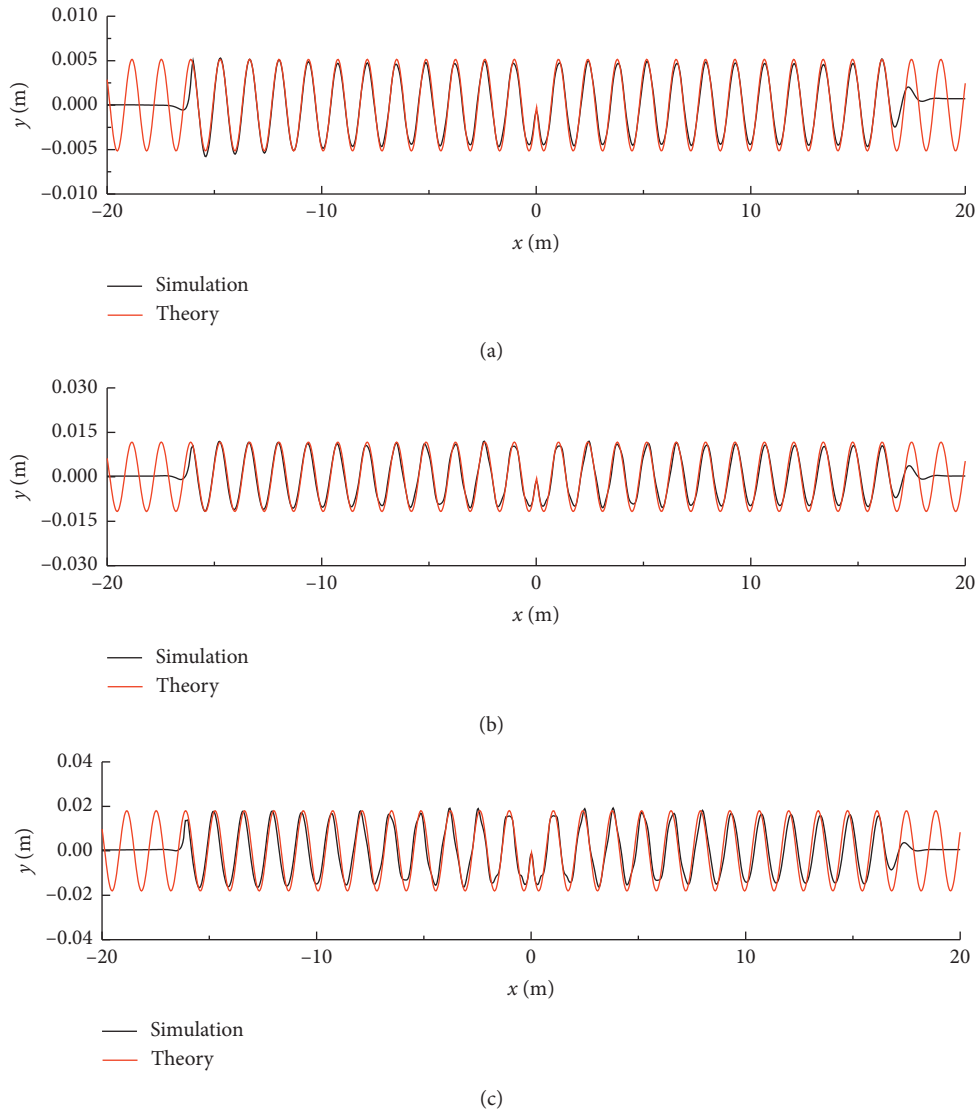 0.010
0.005
0.000
–0.005
–0.010
y (m)
–20 –10 0 10 20
x (m)
Simulation
Theory
(a)
0.030
0.015
0.000
–0.015
–0.030
y (m)
–20 –10 0 10 20
x (m)
Simulation
Theory
(b)
0.04
0.02
0.00
–0.02
–0.04
y (m)
–20 –10 0 10 20
x (m)
Simulation
Theory
(c)